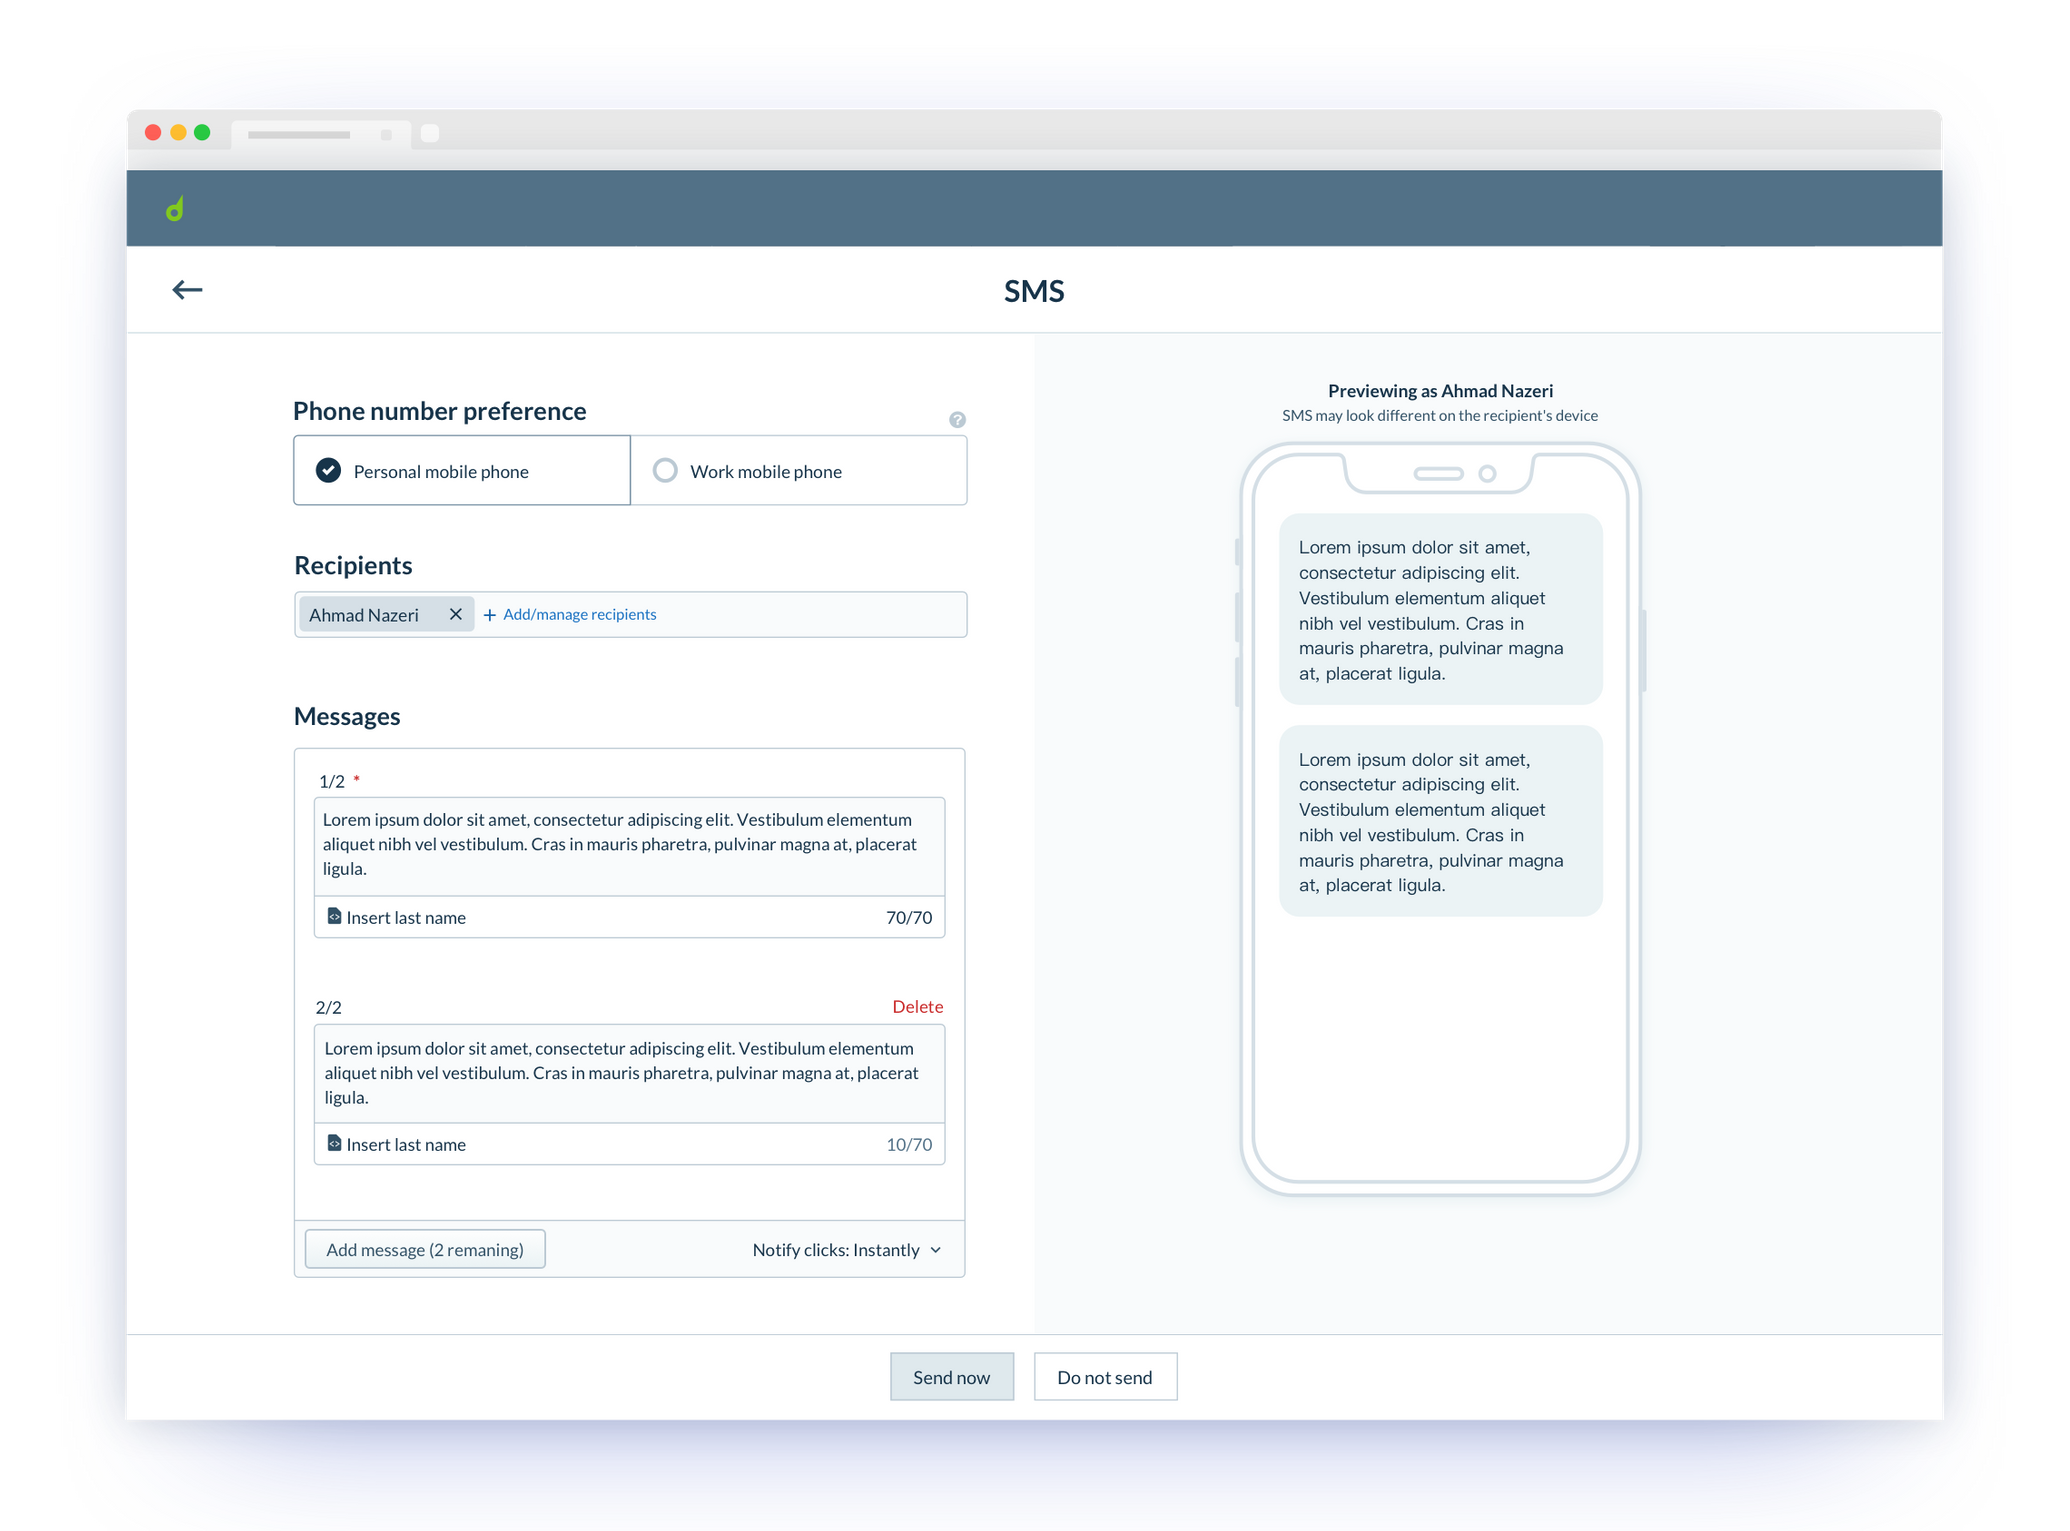 SMS
Phone number preference
?
Personal mobile phone
Work mobile phone
Recipients
Ahmad Nazeri
Add/manage recipients
Messages
1/2 *
Lorem ipsum dolor sit amet, consectetur adipiscing elit. Vestibulum elementum
aliquet nibh vel vestibulum. Cras in mauris pharetra, pulvinar magna at, placerat
ligula.
Insert last name
70/70
2/2
Delete
Lorem ipsum dolor sit amet, consectetur adipiscing elit. Vestibulum elementum
aliquet nibh vel vestibulum. Cras in mauris pharetra, pulvinar magna at, placerat
ligula.
Insert last name
10/70
Add message (2 remaning)
Notify clicks: Instantly
Previewing as Ahmad Nazeri
SMS may look different on the recipient's device
Lorem ipsum dolor sit amet,
consectetur adipiscing elit.
Vestibulum elementum aliquet
nibh vel vestibulum. Cras in
mauris pharetra, pulvinar magna
at, placerat ligula.
Lorem ipsum dolor sit amet,
consectetur adipiscing elit.
Vestibulum elementum aliquet
nibh vel vestibulum. Cras in
mauris pharetra, pulvinar magna
at, placerat ligula.
Send now
Do not send